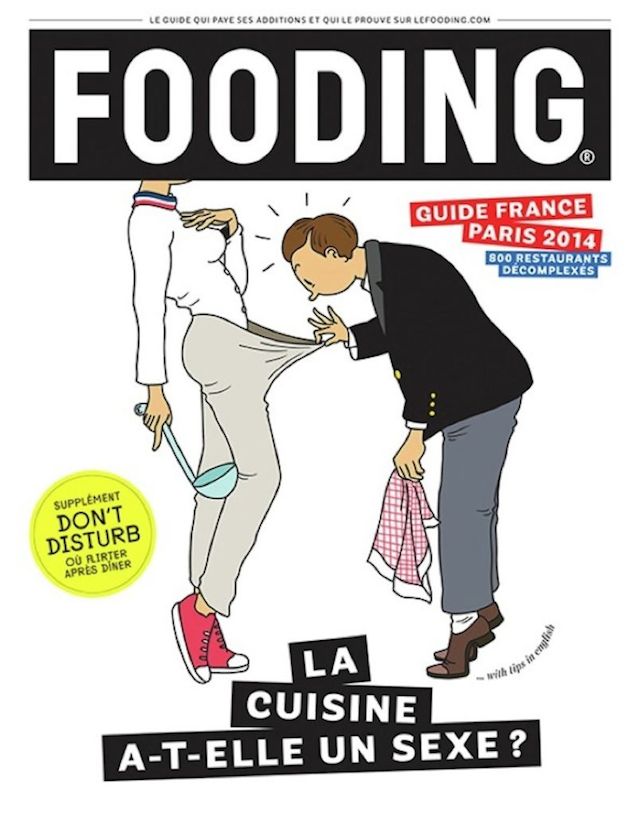 LE GUIDE QUI PAYE SES ADDITIONS ET QUI LE PROUVE SUR LEFOODING.COM
FOODING®
GUIDE FRANCE
PARIS 2014
800 RESTAURANTS
DÉCOMPLEXÉS
SUPPLÉMENT
DON'T
DISTURB
OÙ FLIRTER
APRÈS DÎNER
... with tips in english
LA
CUISINE
A-T-ELLE UN SEXE ?